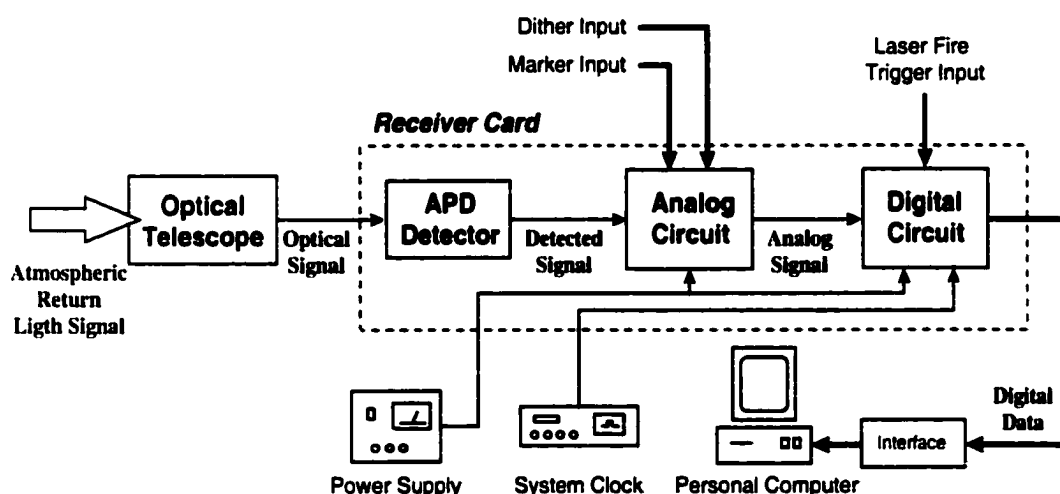 Dither Input
Marker Input
Laser Fire
Trigger Input
Receiver Card
Optical
Telescope
APD
Detector
Analog
Circuit
Digital
Circuit
Optical
Signal
Detected
Signal
Analog
Signal
Atmospheric
Return
Ligth Signal
Digital
Data
Interface
Power Supply
System Clock
Personal Computer